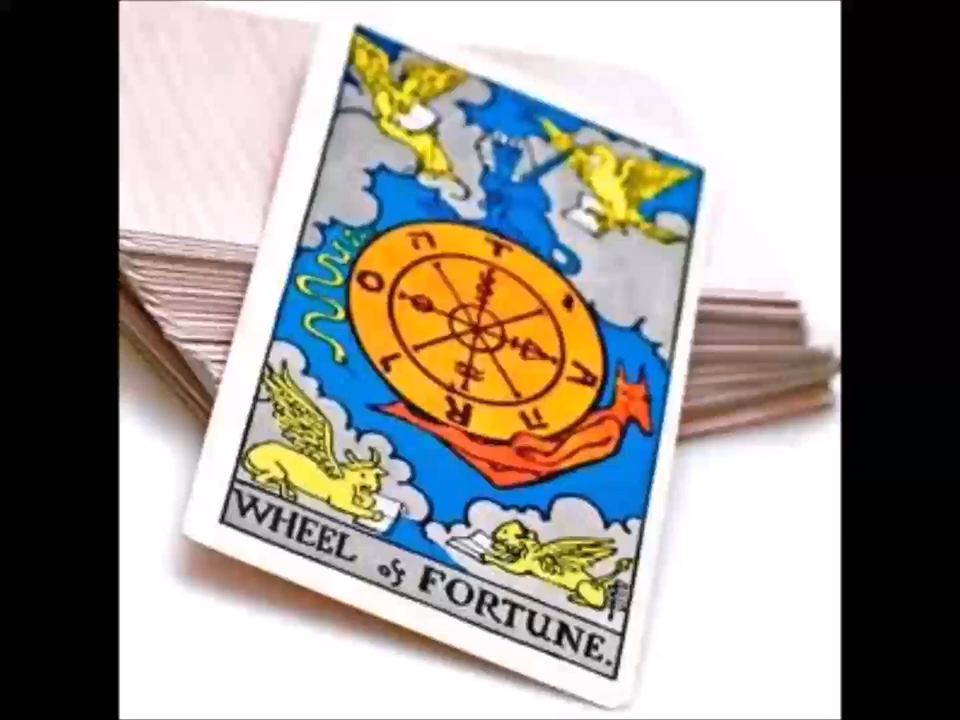 T י A ה R ו O ה
WHEEL of FORTUNE.